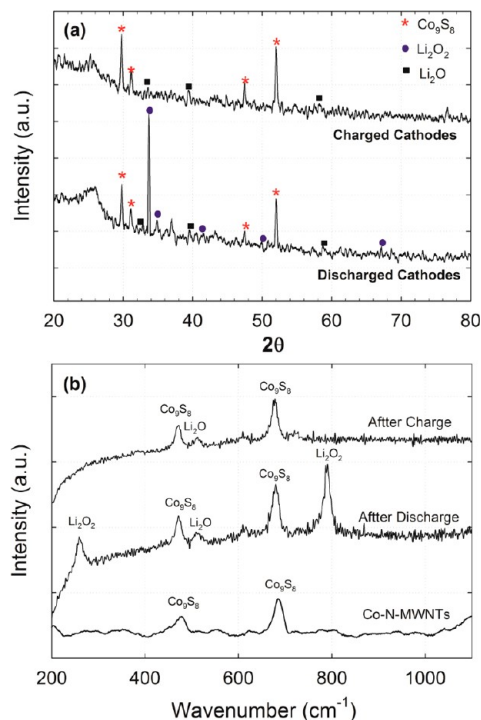 (a)
* Co₉S₈
● Li₂O₂
■ Li₂O
Intensity (a.u.)
Charged Cathodes
Discharged Cathodes
20 30 40 50 60 70 80
2θ
(b)
Co₉S₈
Co₉S₈
Li₂O
After Charge
Li₂O₂
Co₉S₈
Co₉S₈
Li₂O
Li₂O₂
After Discharge
Co₉S₈
Co₉S₈
Co-N-MWNTs
Intensity (a.u.)
200 400 600 800 1000
Wavenumber (cm⁻¹)